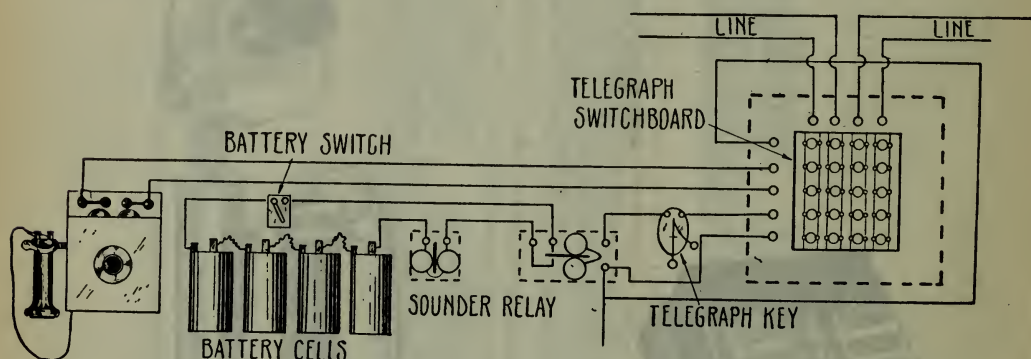 LINE
LINE
TELEGRAPH
SWITCHBOARD
BATTERY SWITCH
SOUNDER RELAY
TELEGRAPH KEY
BATTERY CELLS